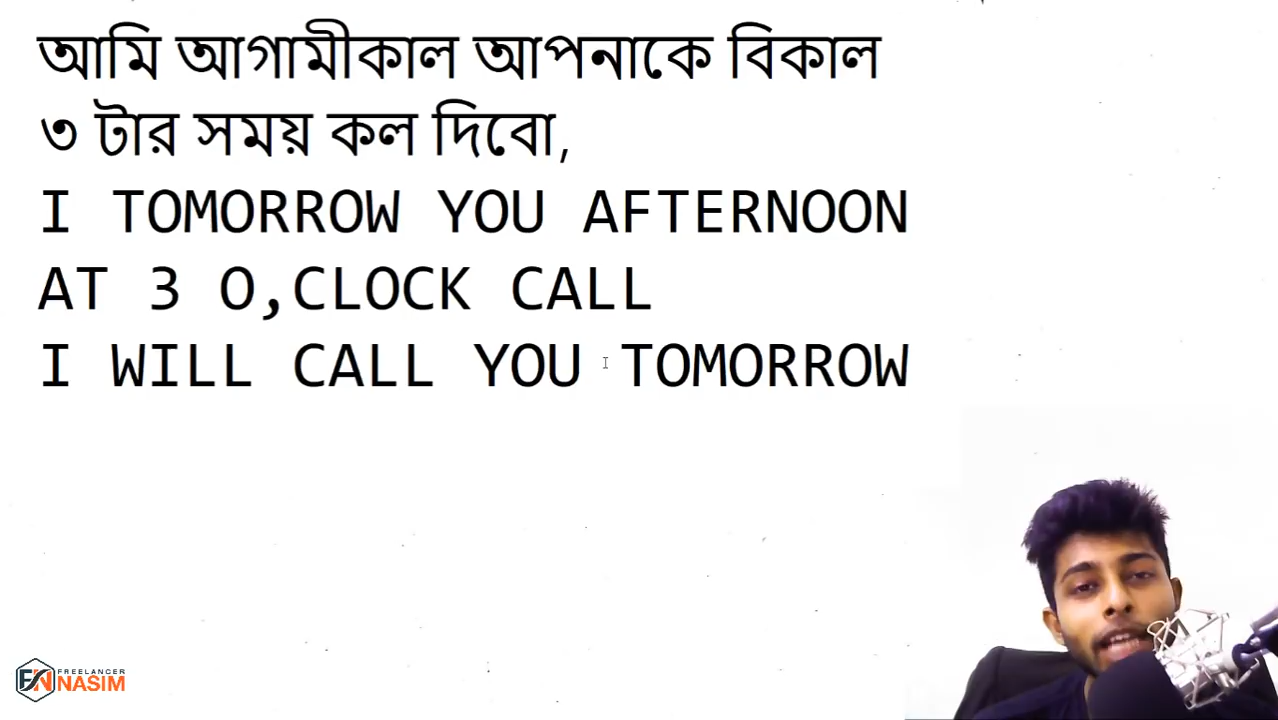 আমি আগামীকাল আপনাকে বিকাল
৩ টার সময় কল দিবো,
I TOMORROW YOU AFTERNOON
AT 3 O,CLOCK CALL
I WILL CALL YOU TOMORROW
FREELANCER
NASIM